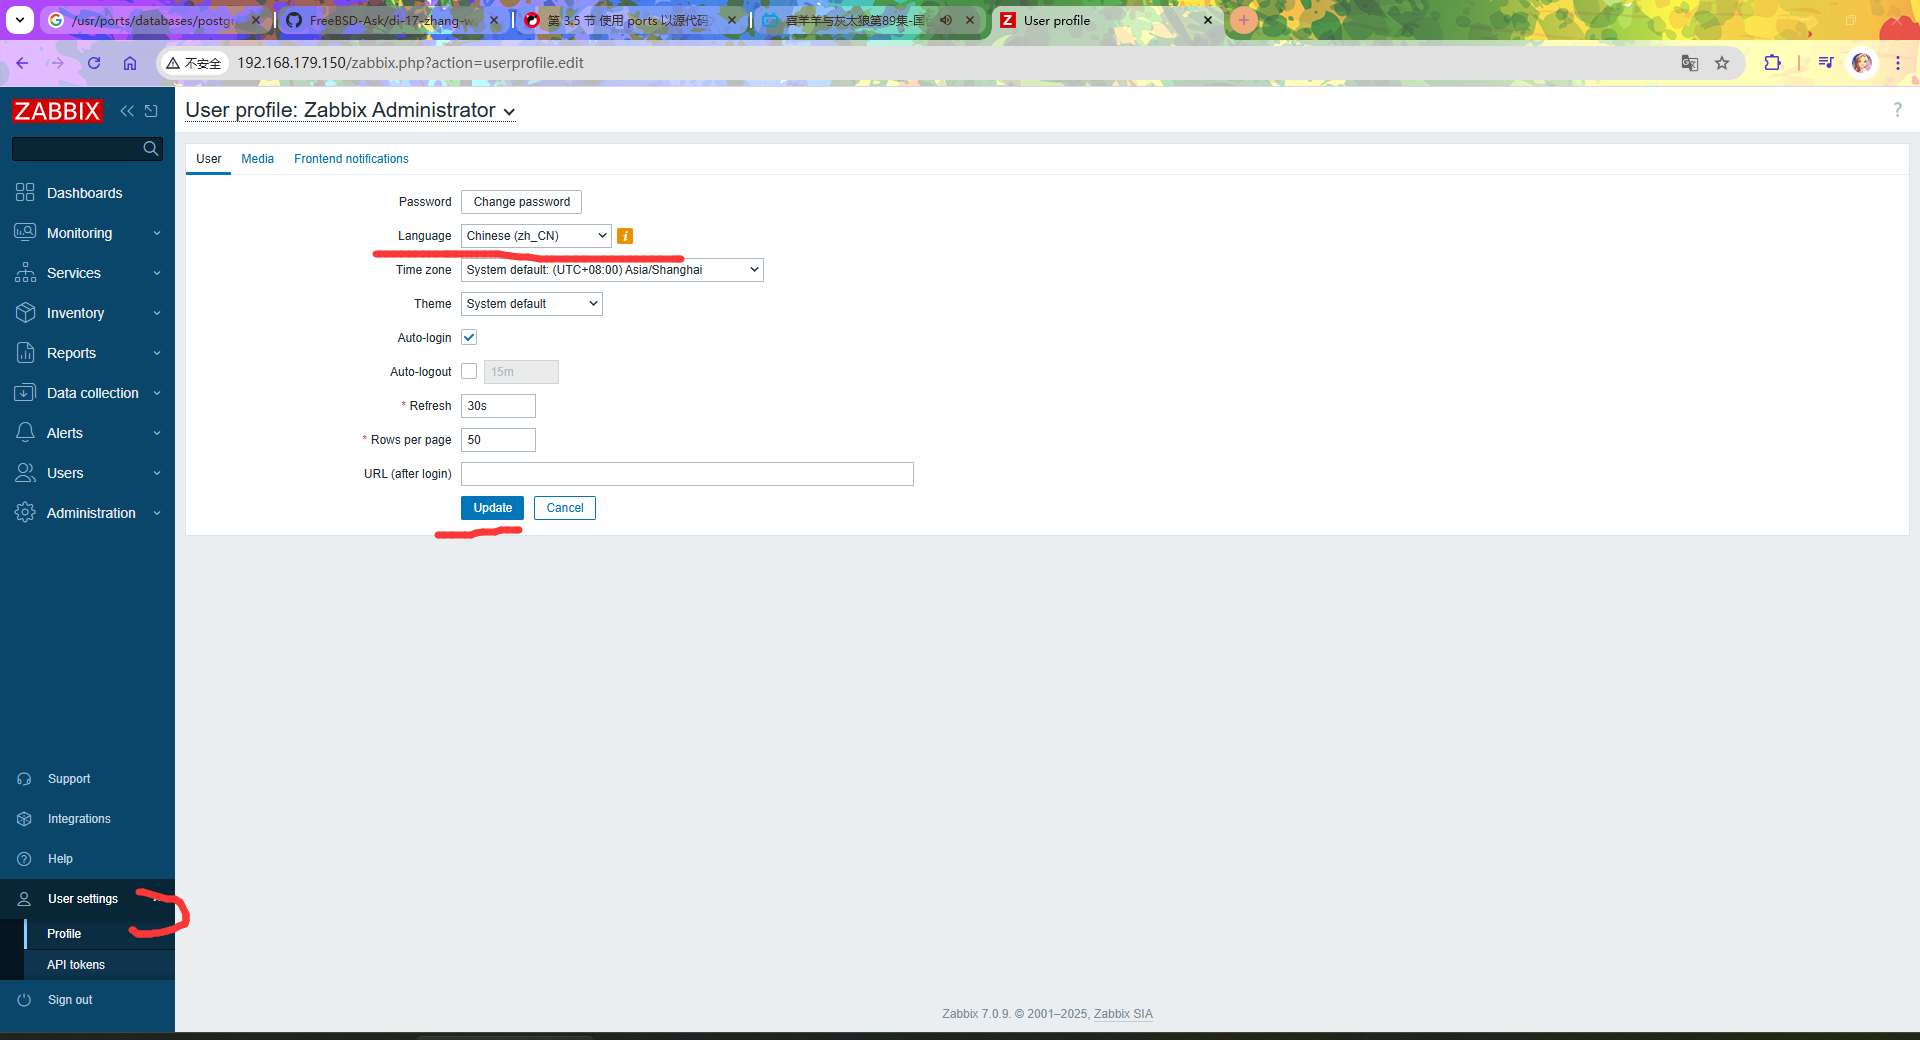 /usr/ports/databases/postgr
FreeBSD-Ask/di-17-zhang-w
第 3.5 节 使用 ports 以源代码
喜羊羊与灰太狼第89集-国
User profile
不安全
192.168.179.150/zabbix.php?action=userprofile.edit
ZABBIX
Dashboards
Monitoring
Services
Inventory
Reports
Data collection
Alerts
Users
Administration
Support
Integrations
Help
User settings
Profile
API tokens
Sign out
User profile: Zabbix Administrator
?
User Media Frontend notifications
Password Change password
Language Chinese (zh_CN) i
Time zone System default: (UTC+08:00) Asia/Shanghai
Theme System default
Auto-login
Auto-logout 15m
* Refresh 30s
* Rows per page 50
URL (after login)
Update Cancel
Zabbix 7.0.9. © 2001–2025, Zabbix SIA